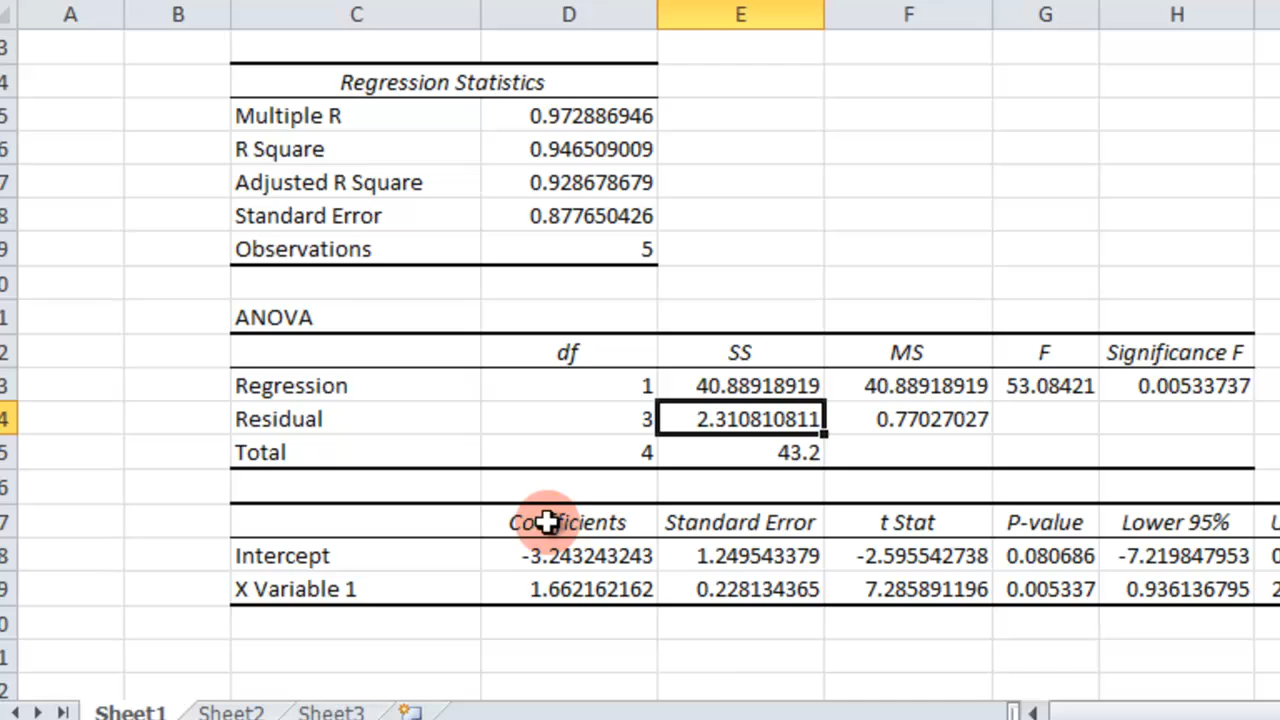 A B C D E F G H
3
4 Regression Statistics
5 Multiple R 0.972886946
6 R Square 0.946509009
7 Adjusted R Square 0.928678679
8 Standard Error 0.877650426
9 Observations 5
0
1 ANOVA
2 df SS MS F Significance F
3 Regression 1 40.88918919 40.88918919 53.08421 0.00533737
4 Residual 3 2.310810811 0.77027027
5 Total 4 43.2
6
7 Coefficients Standard Error t Stat P-value Lower 95% U
8 Intercept -3.243243243 1.249543379 -2.595542738 0.080686 -7.219847953 0
9 X Variable 1 1.662162162 0.228134365 7.285891196 0.005337 0.936136795 2
0
1
2
Sheet1 Sheet2 Sheet3